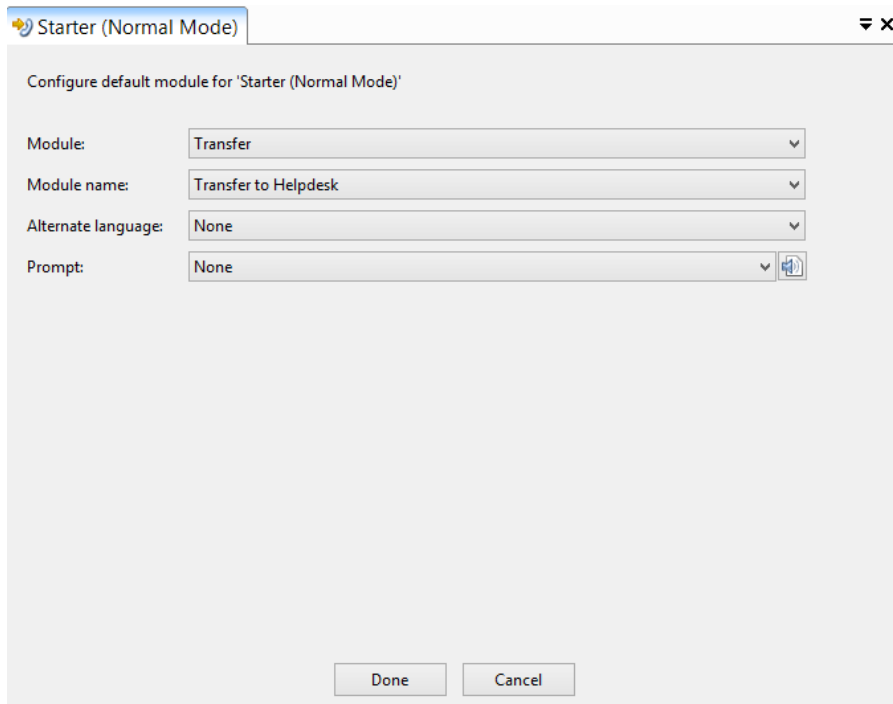 Starter (Normal Mode)
Configure default module for 'Starter (Normal Mode)'
Module: Transfer
Module name: Transfer to Helpdesk
Alternate language: None
Prompt: None
Done Cancel